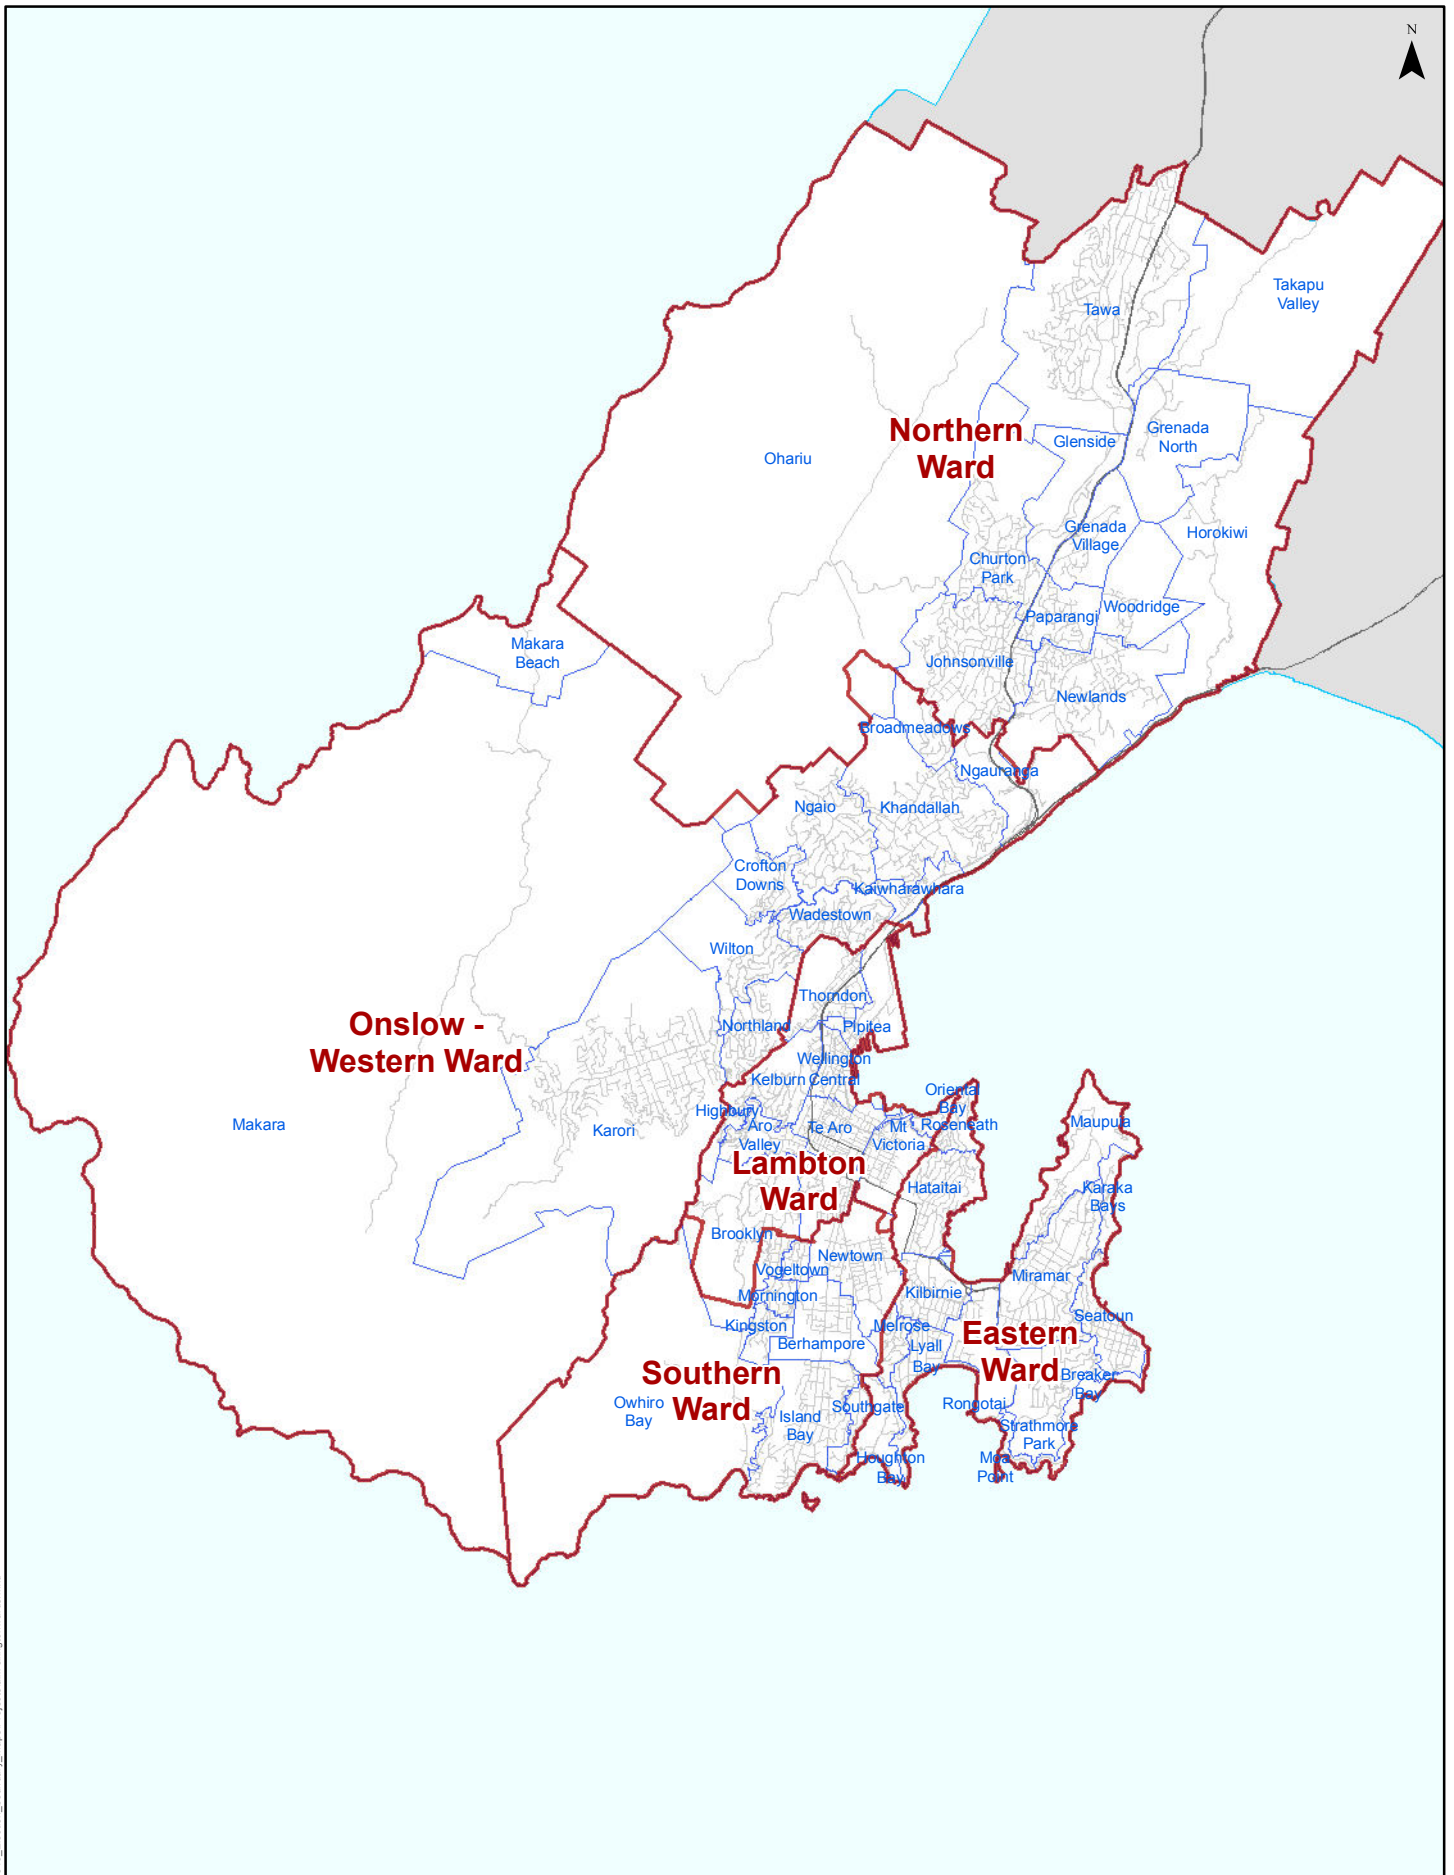 N
Takapu
Valley
Tawa
Northern
Ward
Grenada
North
Glenside
Ohariu
Grenada
Village
Horokiwi
Churton
Park
Woodridge
Paparangi
Makara
Beach
Johnsonville
Newlands
Broadmeadows
Ngauranga
Ngaio
Khandallah
Crofton
Downs
Kaiwharawhara
Wadestown
Wilton
Thorndon
Onslow -
Western Ward
Northland
Pipitea
Wellington
Central
Kelburn
Oriental
Bay
Highbury
Makara
Karori
Aro
Valley
Te Aro
Mt
Victoria
Roseneath
Maupuia
Lambton
Ward
Hataitai
Karaka
Bays
Brooklyn
Newtown
Vogeltown
Miramar
Mornington
Kilbirnie
Seatoun
Kingston
Melrose
Eastern
Ward
Berhampore
Lyall
Bay
Southern
Ward
Breaker
Bay
Owhiro
Bay
Southgate
Rongotai
Island
Bay
Strathmore
Park
Houghton
Bay
Moa
Point